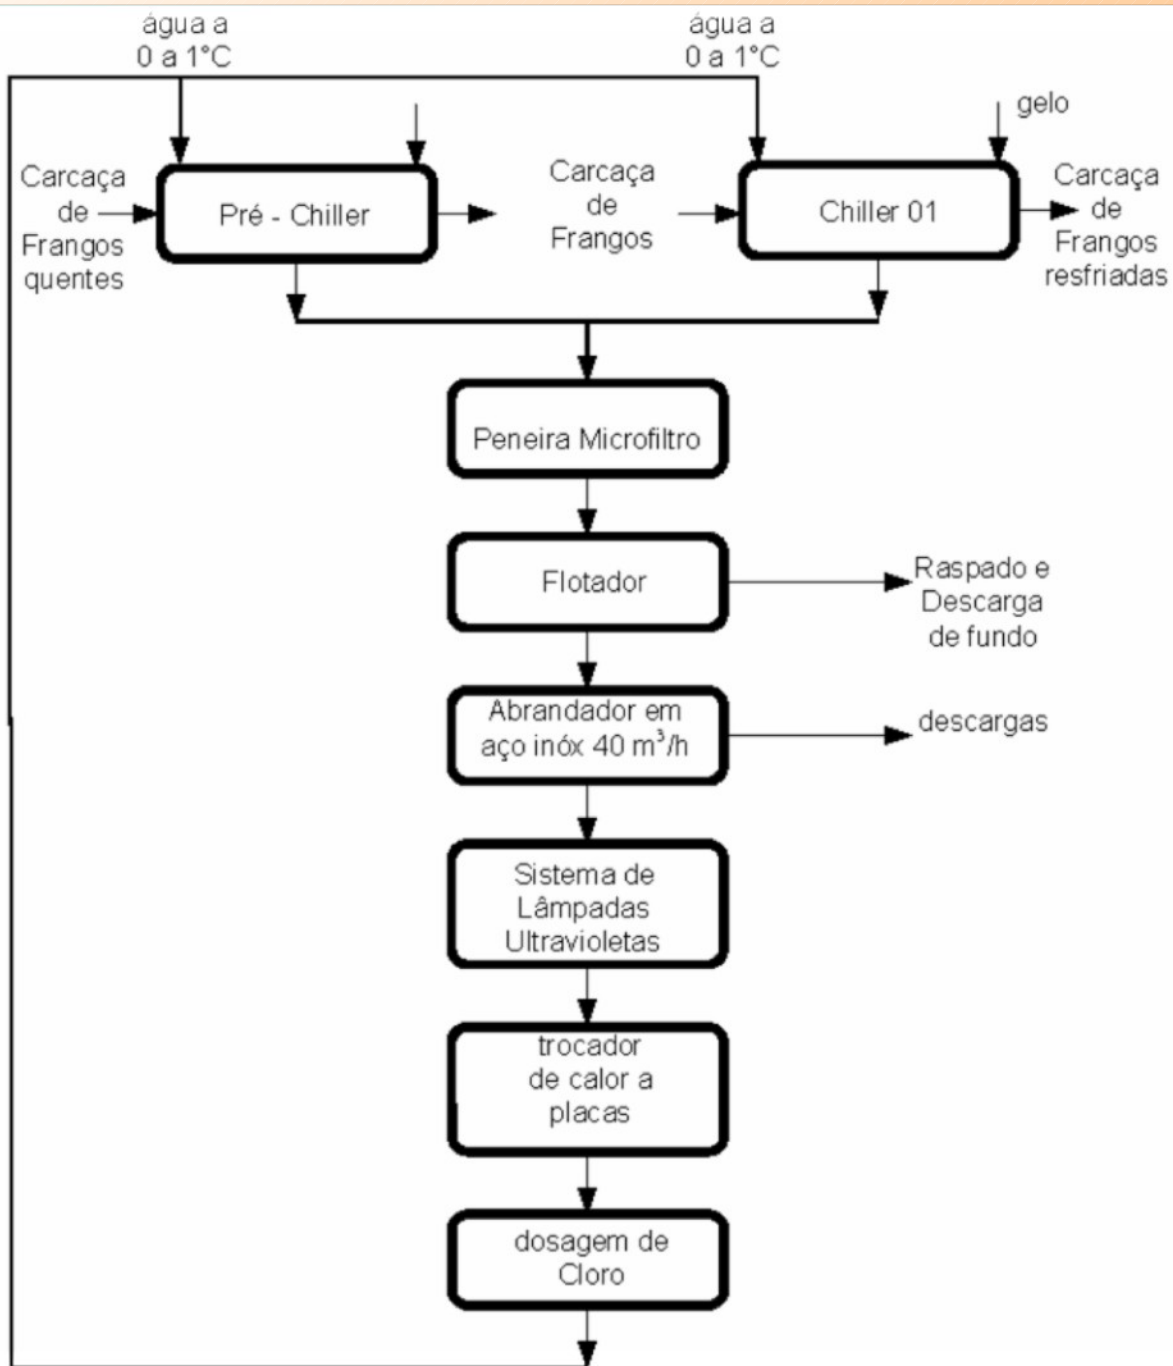 água a
0 a 1°C
água a
0 a 1°C
gelo
Carcaça
de
Frangos
quentes
Pré - Chiller
Carcaça
de
Frangos
Chiller 01
Carcaça
de
Frangos
resfriadas
Peneira Microfiltro
Flotador
Raspado e
Descarga
de fundo
Abrandador em
aço inóx 40 m³/h
descargas
Sistema de
Lâmpadas
Ultravioletas
trocador
de calor a
placas
dosagem de
Cloro